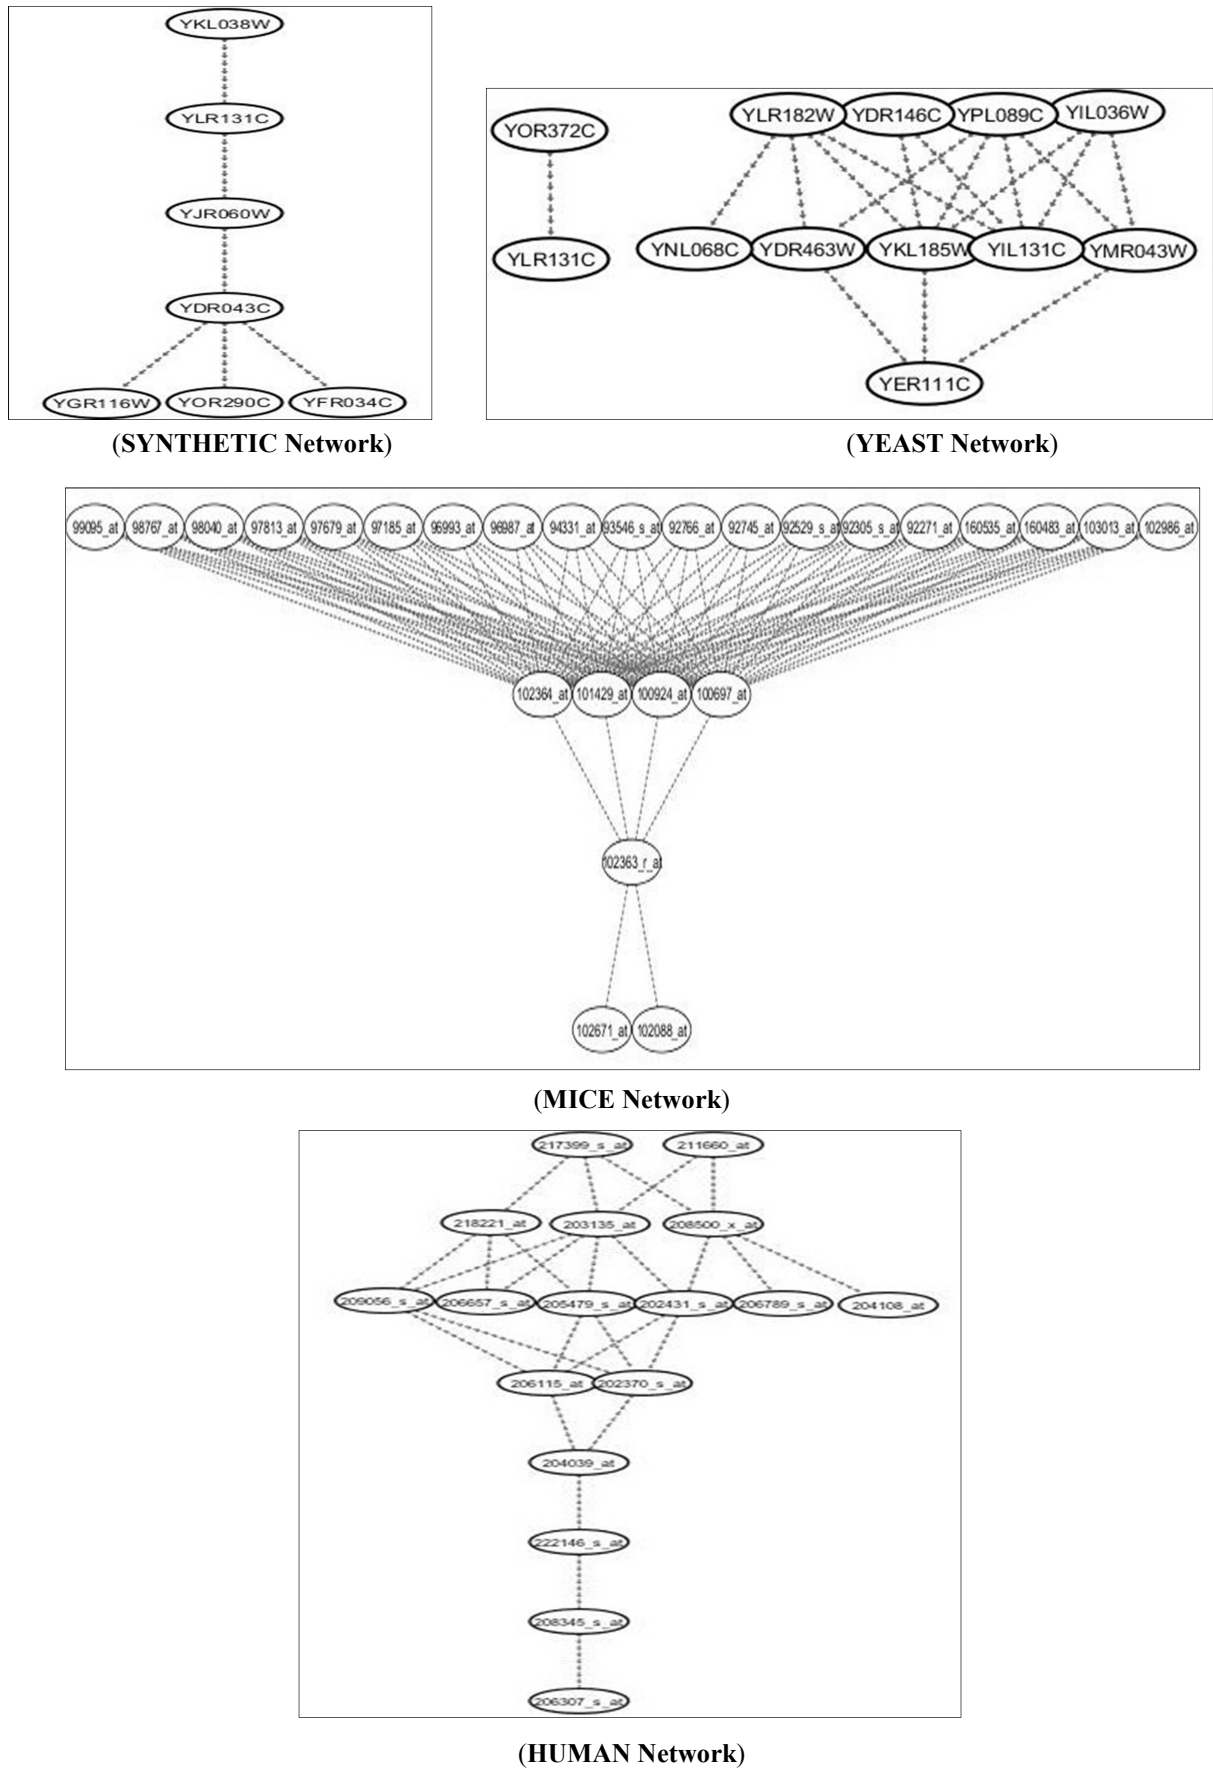 YKL038W
YLR131C
YJR060W
YDR043C
YGR116W YOR290C YFR034C
(SYNTHETIC Network)
YOR372C
YLR131C
YLR182W YDR146C YPL089C YIL036W
YNL068C YDR463W YKL185W YIL131C YMR043W
YER111C
(YEAST Network)
99095_at 98767_at 98040_at 97813_at 97679_at 97185_at 96993_at 96987_at 94331_at 93546_s_at 92766_at 92745_at 92529_s_at 92305_s_at 92271_at 160535_at 160483_at 103013_at 102986_at
102364_at 101429_at 100924_at 100697_at
102363_r_at
102671_at 102088_at
(MICE Network)
217399_s_at 211660_at
218221_at 203135_at 208500_x_at
209056_s_at 206657_s_at 205479_s_at 202431_s_at 206789_s_at 204108_at
206115_at 202370_s_at
204039_at
222146_s_at
208345_s_at
206307_s_at
(HUMAN Network)